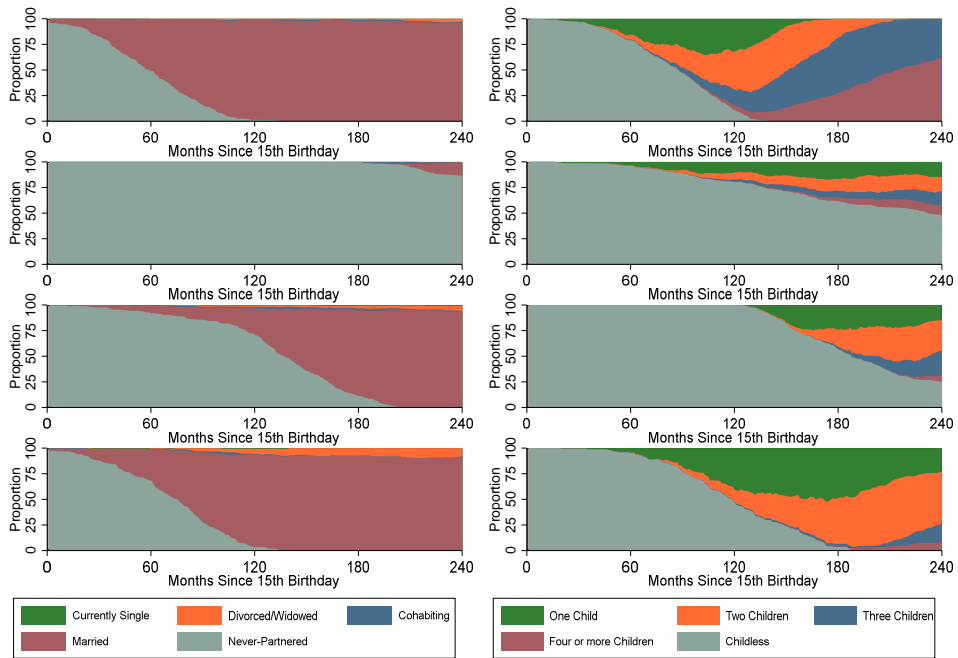 Proportion
0 25 50 75 100
0 60 120 180 240
Months Since 15th Birthday
Proportion
0 25 50 75 100
0 60 120 180 240
Months Since 15th Birthday
Proportion
0 25 50 75 100
0 60 120 180 240
Months Since 15th Birthday
Proportion
0 25 50 75 100
0 60 120 180 240
Months Since 15th Birthday
Proportion
0 25 50 75 100
0 60 120 180 240
Months Since 15th Birthday
Proportion
0 25 50 75 100
0 60 120 180 240
Months Since 15th Birthday
Proportion
0 25 50 75 100
0 60 120 180 240
Months Since 15th Birthday
Proportion
0 25 50 75 100
0 60 120 180 240
Months Since 15th Birthday
Currently Single Divorced/Widowed Cohabiting
Married Never-Partnered
One Child Two Children Three Children
Four or more Children Childless